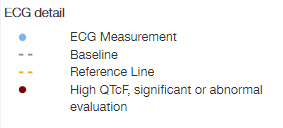 ECG detail
ECG Measurement
Baseline
Reference Line
High QTcF, significant or abnormal
evaluation